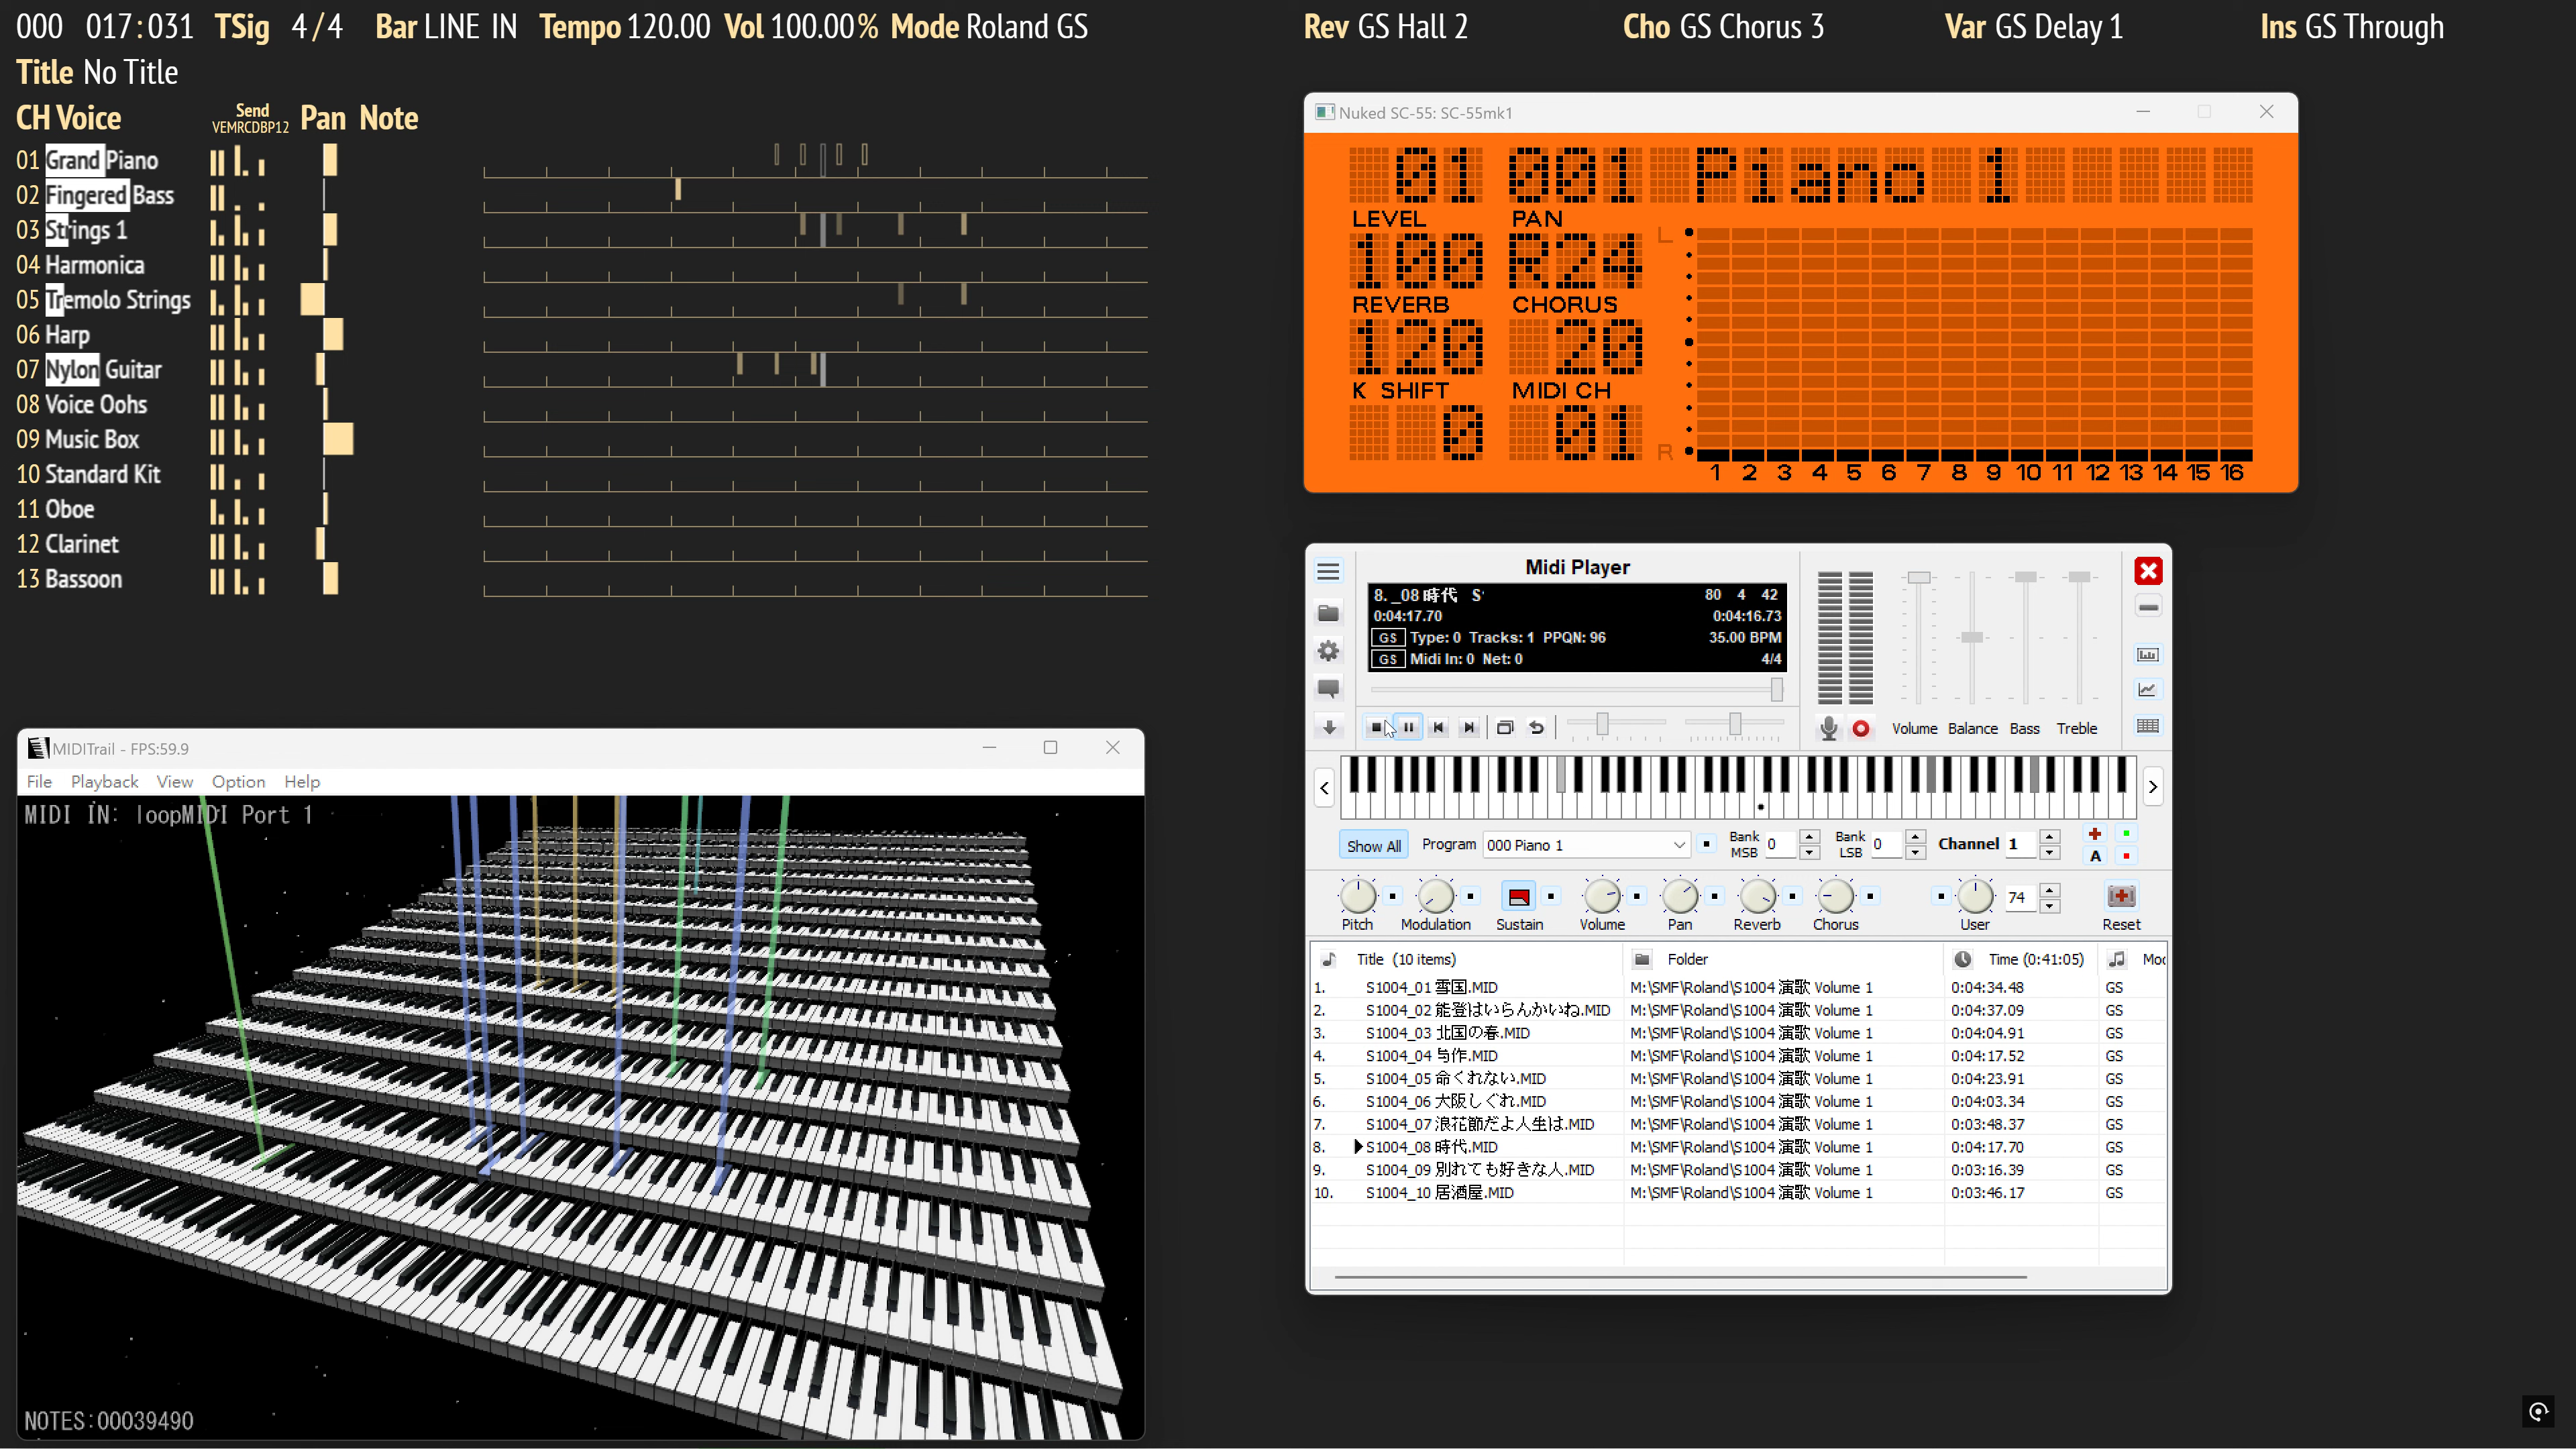 000 017:031 TSig 4/4 Bar LINE IN Tempo 120.00 Vol 100.00% Mode Roland GS
Rev GS Hall 2 Cho GS Chorus 3 Var GS Delay 1 Ins GS Through
Title No Title
CH Voice Send Pan Note
VEMRCDBP12
01 Grand Piano
02 Fingered Bass
03 Strings 1
04 Harmonica
05 Tremolo Strings
06 Harp
07 Nylon Guitar
08 Voice Oohs
09 Music Box
10 Standard Kit
11 Oboe
12 Clarinet
13 Bassoon
Nuked SC-55: SC-55mk1
01 001 Piano 1
LEVEL PAN
100 R24
L
REVERB CHORUS
120 20
K SHIFT MIDI CH
0 01
R
1 2 3 4 5 6 7 8 9 10 11 12 13 14 15 16
Midi Player
8. _08 時代 S
80 4 42
0:04:17.70 0:04:16.73
GS Type: 0 Tracks: 1 PPQN: 96 35.00 BPM
GS Midi In: 0 Net: 0 4/4
Volume Balance Bass Treble
Show All Program 000 Piano 1 Bank MSB 0 Bank LSB 0 Channel 1
A
74
Pitch Modulation Sustain Volume Pan Reverb Chorus User Reset
Title (10 items) Folder Time (0:41:05) Mod
1. S1004_01 雪国.MID M:\SMF\Roland\S1004 演歌 Volume 1 0:04:34.48 GS
2. S1004_02 能登はいらんかいね.MID M:\SMF\Roland\S1004 演歌 Volume 1 0:04:37.09 GS
3. S1004_03 北国の春.MID M:\SMF\Roland\S1004 演歌 Volume 1 0:04:04.91 GS
4. S1004_04 与作.MID M:\SMF\Roland\S1004 演歌 Volume 1 0:04:17.52 GS
5. S1004_05 命くれない.MID M:\SMF\Roland\S1004 演歌 Volume 1 0:04:23.91 GS
6. S1004_06 大阪しぐれ.MID M:\SMF\Roland\S1004 演歌 Volume 1 0:04:03.34 GS
7. S1004_07 浪花節だよ人生は.MID M:\SMF\Roland\S1004 演歌 Volume 1 0:03:48.37 GS
8. S1004_08 時代.MID M:\SMF\Roland\S1004 演歌 Volume 1 0:04:17.70 GS
9. S1004_09 別れても好きな人.MID M:\SMF\Roland\S1004 演歌 Volume 1 0:03:16.39 GS
10. S1004_10 居酒屋.MID M:\SMF\Roland\S1004 演歌 Volume 1 0:03:46.17 GS
MIDITrail - FPS:59.9
File Playback View Option Help
MIDI IN: loopMIDI Port 1
NOTES:00039490